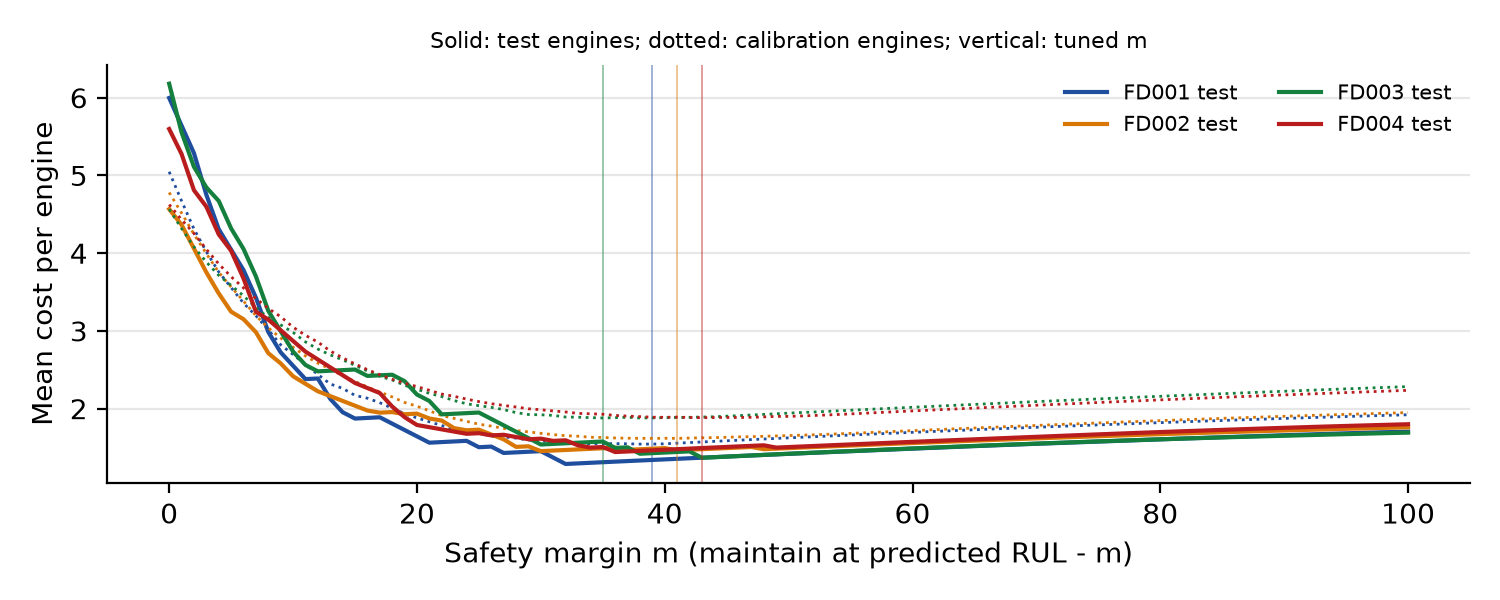 Solid: test engines; dotted: calibration engines; vertical: tuned m
FD001 test
FD003 test
FD002 test
FD004 test
Mean cost per engine
6
5
4
3
2
0
20
40
60
80
100
Safety margin m (maintain at predicted RUL - m)